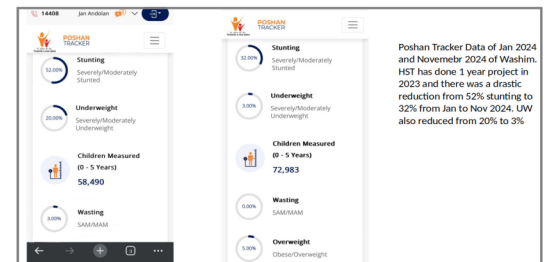 14408
Jan Andolan
POSHAN
TRACKER
52.00%
Stunting
Severely/Moderately
Stunted
20.00%
Underweight
Severely/Moderately
Underweight
Children Measured
(0 - 5 Years)
58,490
3.00%
Wasting
SAM/MAM
POSHAN
TRACKER
32.00%
Stunting
Severely/Moderately
Stunted
3.00%
Underweight
Severely/Moderately
Underweight
Children Measured
(0 - 5 Years)
72,983
0.00%
Wasting
SAM/MAM
5.00%
Overweight
Obese/Overweight
Poshan Tracker Data of Jan 2024
and Novemebr 2024 of Washim.
HST has done 1 year project in
2023 and there was a drastic
reduction from 52% stunting to
32% from Jan to Nov 2024. UW
also reduced from 20% to 3%